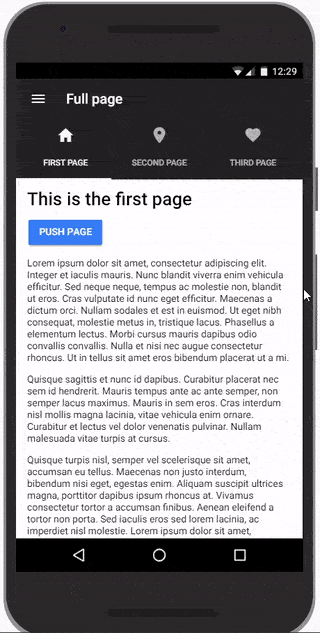 12:29
Full page
FIRST PAGE SECOND PAGE THIRD PAGE
This is the first page
PUSH PAGE
Lorem ipsum dolor sit amet, consectetur adipiscing elit.
Integer et iaculis mauris. Nunc blandit viverra enim vehicula
efficitur. Sed neque neque, tempus ac molestie non, blandit
ut eros. Cras vulputate id nunc eget efficitur. Maecenas a
dictum orci. Nullam sodales et est in euismod. Ut eget nibh
consequat, molestie metus in, tristique lacus. Phasellus a
elementum lectus. Morbi cursus mauris dapibus odio
convallis convallis. Nulla et nisi nec augue consectetur
rhoncus. Ut in tellus sit amet eros bibendum placerat ut a mi.
Quisque sagittis et nunc id dapibus. Curabitur placerat nec
sem id hendrerit. Mauris tempus ante ac ante semper, non
semper lacus maximus. Mauris in sem eros. Cras interdum
nisl mollis magna lacinia, vitae vehicula enim ornare.
Curabitur et lectus vel dolor venenatis pulvinar. Nullam
malesuada vitae turpis at cursus.
Quisque turpis nisl, semper vel scelerisque sit amet,
accumsan eu tellus. Maecenas non justo interdum,
bibendum nisi eget, egestas enim. Aliquam suscipit ultrices
magna, porttitor dapibus ipsum rhoncus at. Vivamus
consectetur tortor a accumsan finibus. Aenean eleifend a
tortor non porta. Sed iaculis eros sed lorem lacinia, ac
imperdiet nisl molestie. Lorem ipsum dolor sit amet,